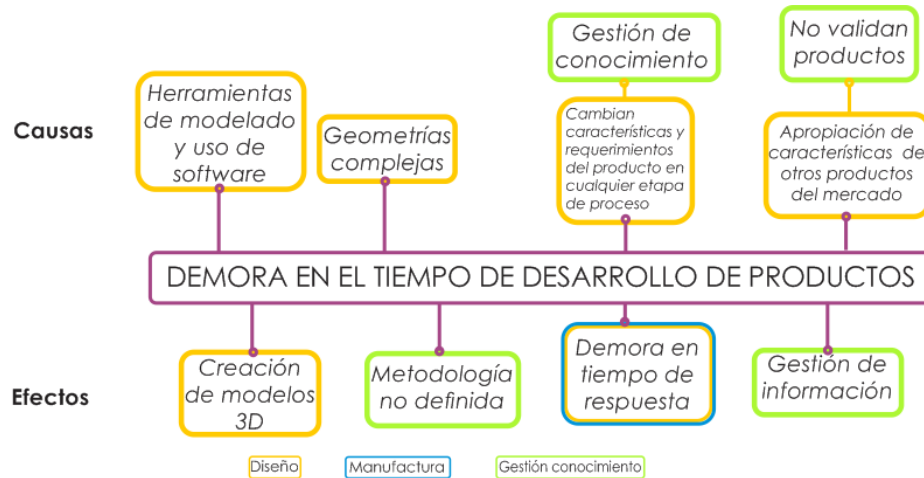 Causas
Herramientas
de modelado
y uso de
software
Geometrías
complejas
Gestión de
conocimiento
Cambian
características y
requerimientos
del producto en
cualquier etapa
de proceso
No validan
productos
Apropiación de
características de
otros productos
del mercado
DEMORA EN EL TIEMPO DE DESARROLLO DE PRODUCTOS
Efectos
Creación
de modelos
3D
Metodología
no definida
Demora en
tiempo de
respuesta
Gestión de
información
Diseño
Manufactura
Gestión conocimiento